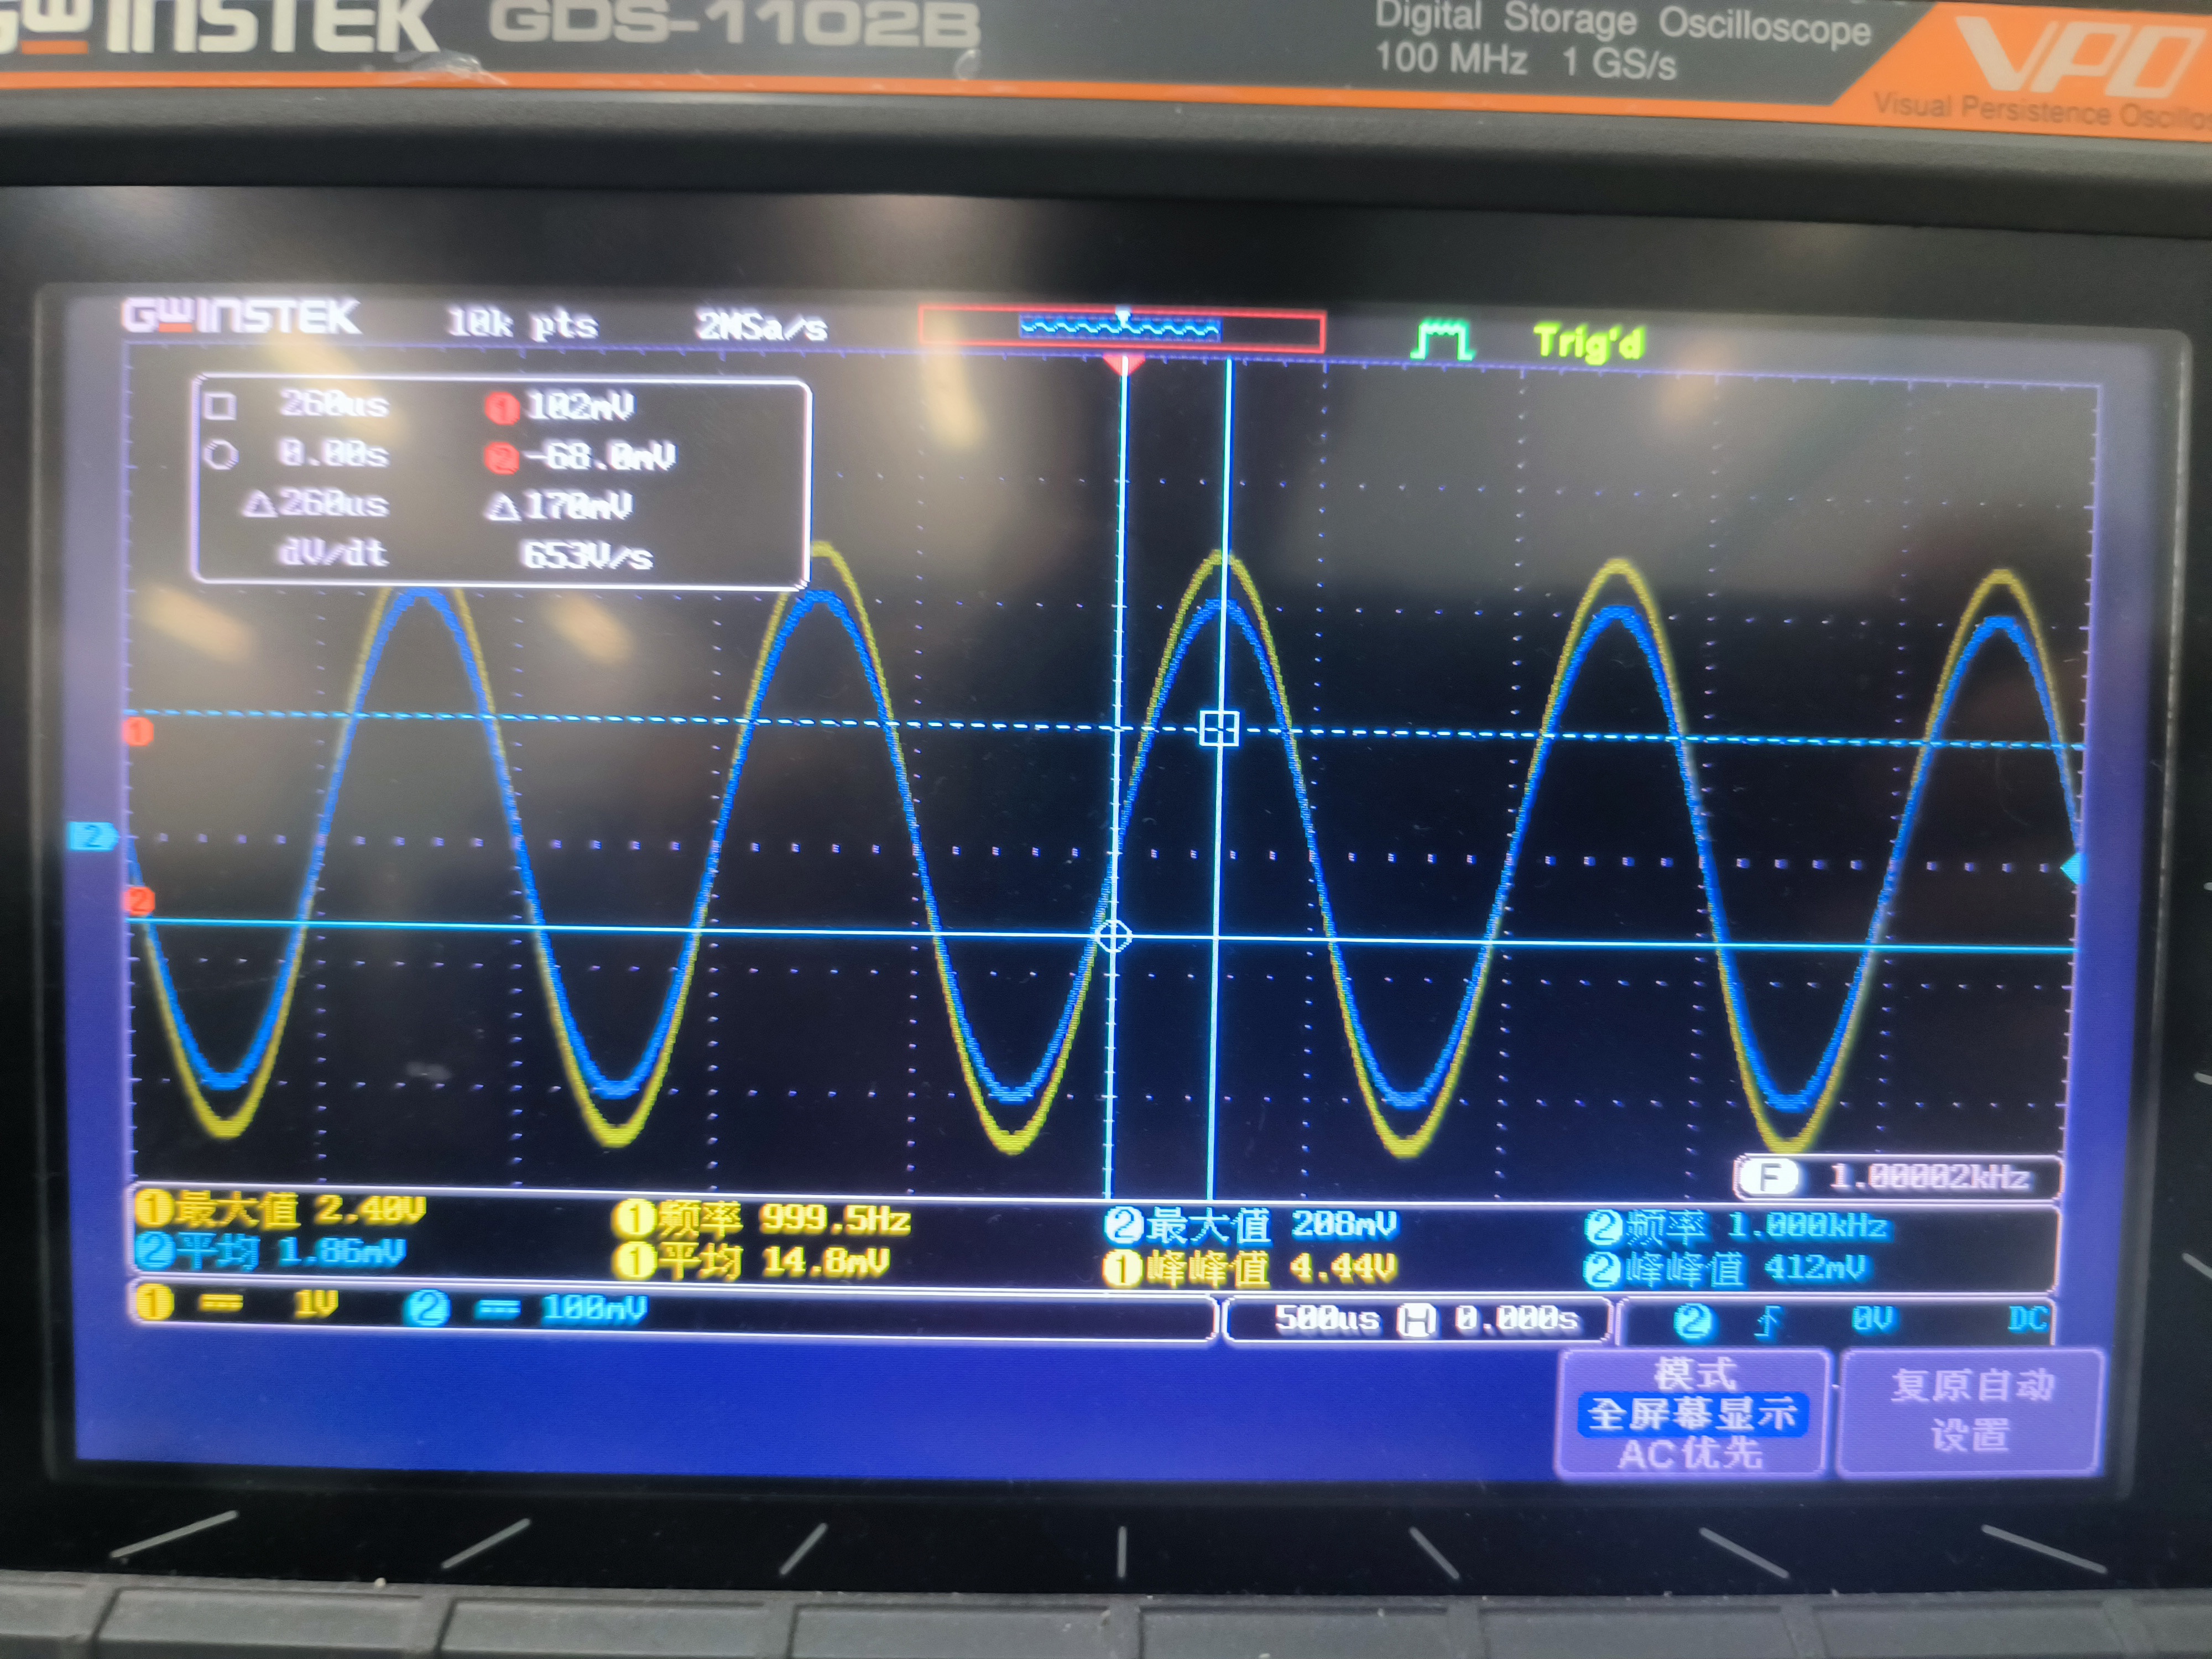 GWINSTEK GDS-1102B
Digital Storage Oscilloscope
100 MHz 1 GS/s
VPO
Visual Persistence
GWINSTEK 10k pts 2MSa/s Trig'd
260us 1 102mV
0.00s 2 -68.0mV
△260us △170mV
dV/dt 653V/s
1
2
2
F 1.00002kHz
1最大值 2.40V 1频率 999.5Hz 2最大值 208mV 2频率 1.000kHz
2平均 1.86mV 1平均 14.8mV 1峰峰值 4.44V 2峰峰值 412mV
1 1V 2 100mV 500us H 0.000s 2 0V DC
模式
全屏幕显示
AC优先
复原自动
设置